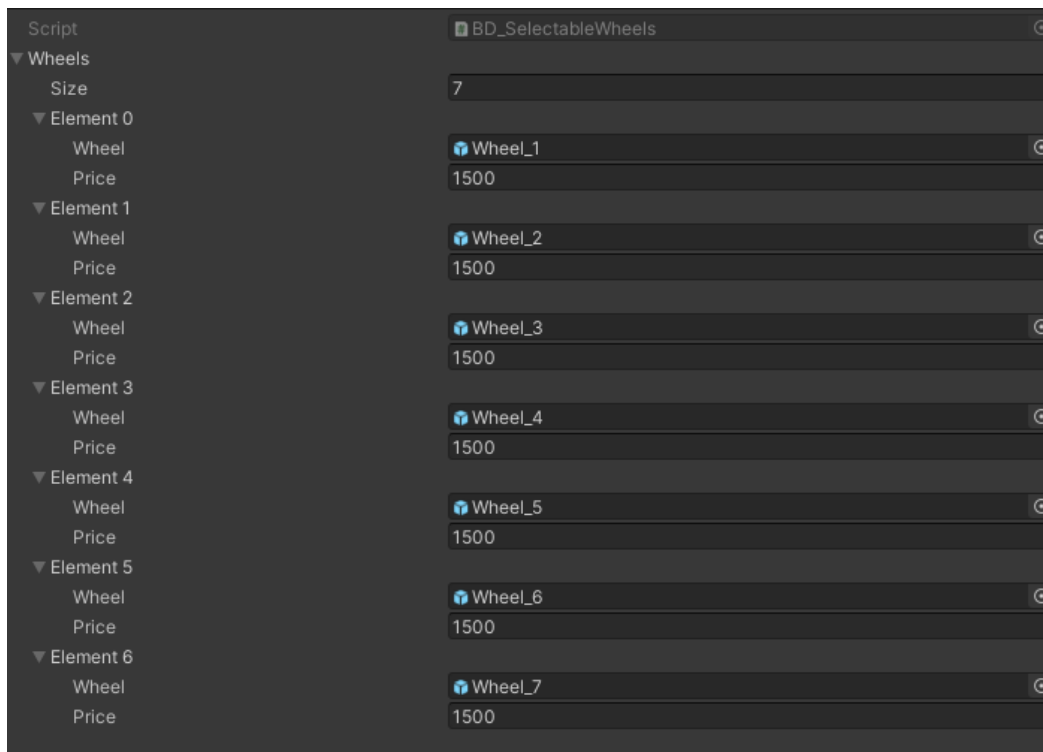 Script BD_SelectableWheels
Wheels
Size 7
Element 0
Wheel Wheel_1
Price 1500
Element 1
Wheel Wheel_2
Price 1500
Element 2
Wheel Wheel_3
Price 1500
Element 3
Wheel Wheel_4
Price 1500
Element 4
Wheel Wheel_5
Price 1500
Element 5
Wheel Wheel_6
Price 1500
Element 6
Wheel Wheel_7
Price 1500